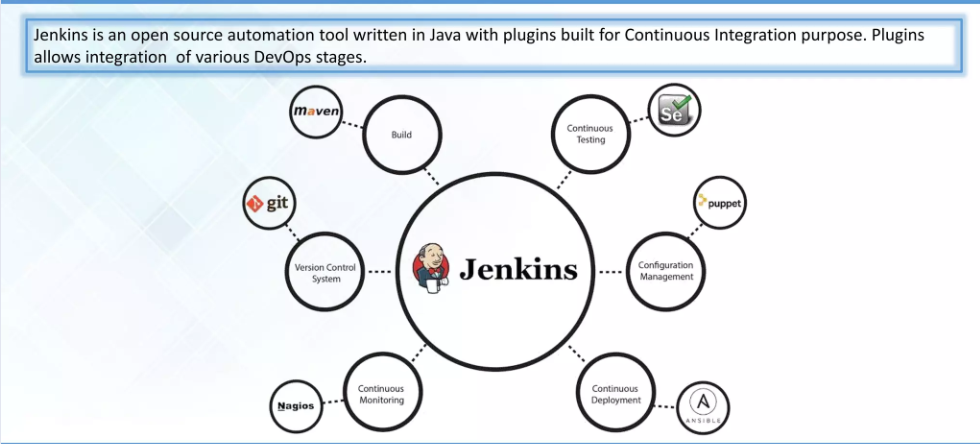 Jenkins is an open source automation tool written in Java with plugins built for Continuous Integration purpose. Plugins
allows integration of various DevOps stages.
maven
Build
Continuous
Testing
Se
git
puppet
Version Control
System
Jenkins
Configuration
Management
Continuous
Monitoring
Nagios
Continuous
Deployment
A
ANSIBLE